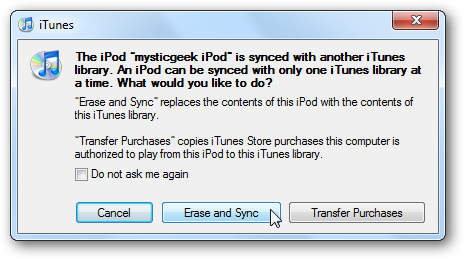 iTunes
The iPod "mysticgeek iPod" is synced with another iTunes
library. An iPod can be synced with only one iTunes library at
a time. What would you like to do?
"Erase and Sync" replaces the contents of this iPod with the contents of
this iTunes library.
"Transfer Purchases" copies iTunes Store purchases this computer is
authorized to play from this iPod to this iTunes library.
Do not ask me again
Cancel Erase and Sync Transfer Purchases